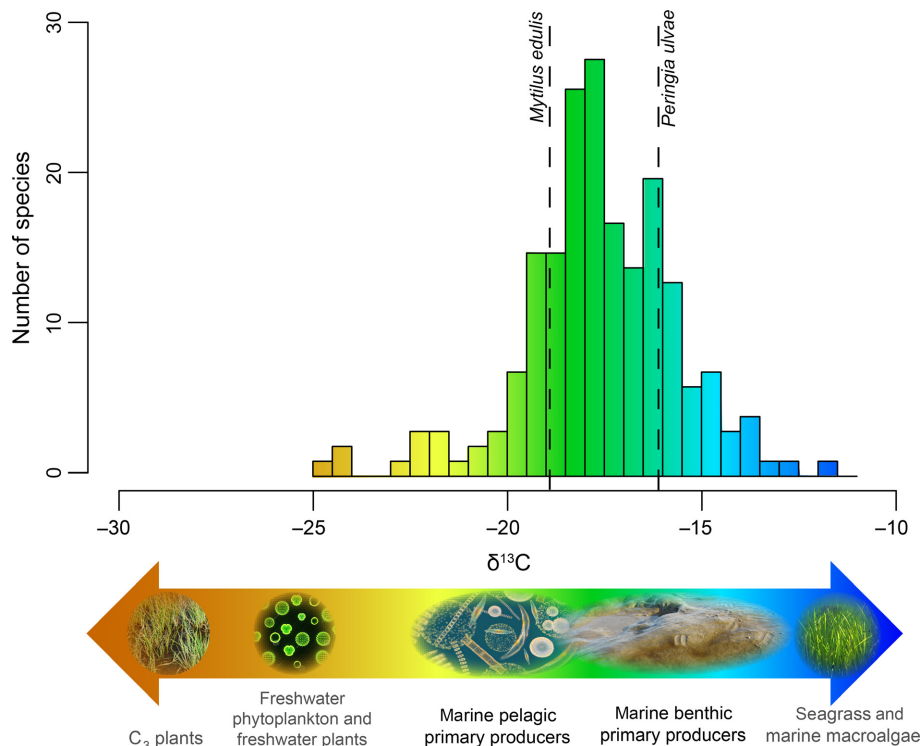 30
20
10
0
Number of species
Mytilus edulis
Peringia ulvae
–30
–25
–20
–15
–10
δ¹³C
C₃ plants
Freshwater
phytoplankton and
freshwater plants
Marine pelagic
primary producers
Marine benthic
primary producers
Seagrass and
marine macroalgae